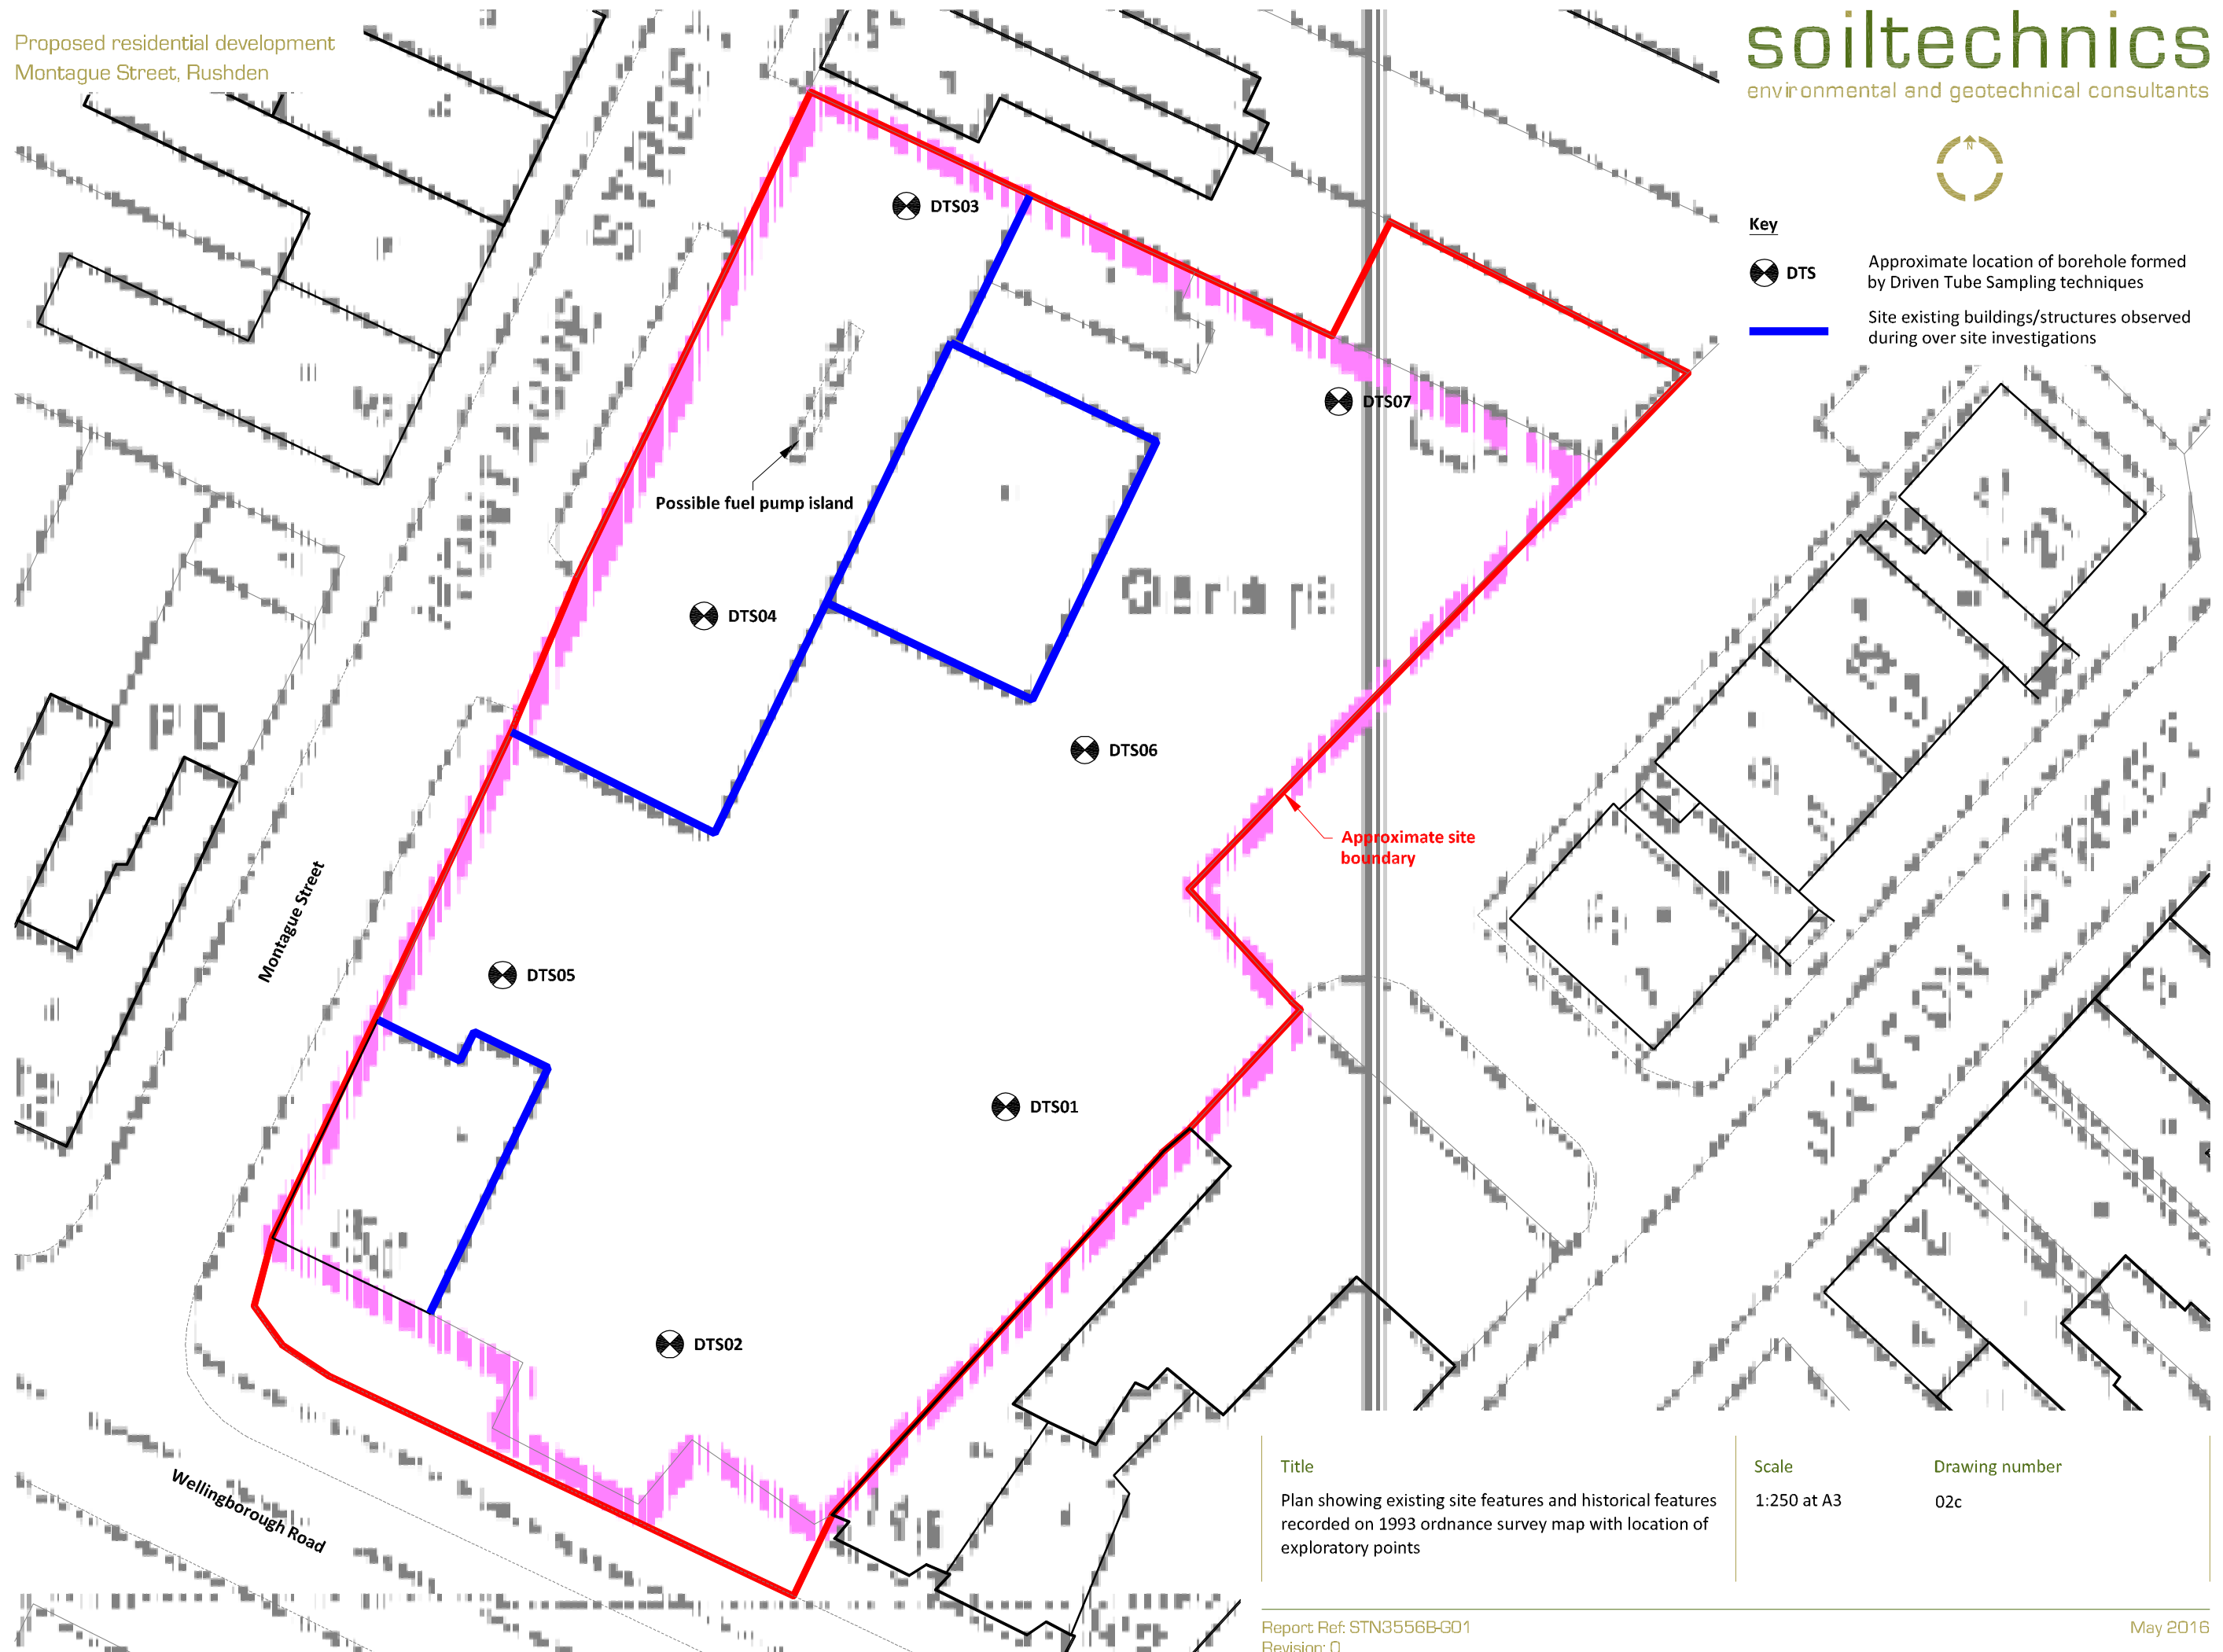 Proposed residential development
Montague Street, Rushden
soiltechnics
environmental and geotechnical consultants
N
Key
DTS
Approximate location of borehole formed
by Driven Tube Sampling techniques
Site existing buildings/structures observed
during over site investigations
DTS03
DTS07
Possible fuel pump island
DTS04
DTS06
Approximate site
boundary
Montague Street
DTS05
DTS01
DTS02
PD
Wellingborough Road
Title
Plan showing existing site features and historical features
recorded on 1993 ordnance survey map with location of
exploratory points
Scale
1:250 at A3
Drawing number
02c
Report Ref: STN3556B-G01
May 2016
Revision: 0